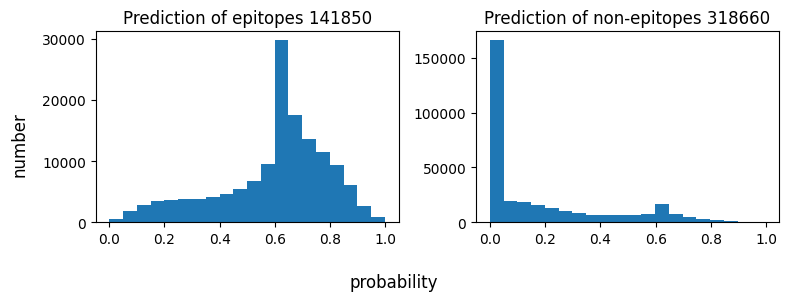 Prediction of epitopes 141850
Prediction of non-epitopes 318660
number
30000
20000
10000
0
0.0 0.2 0.4 0.6 0.8 1.0
150000
100000
50000
0
0.0 0.2 0.4 0.6 0.8 1.0
probability